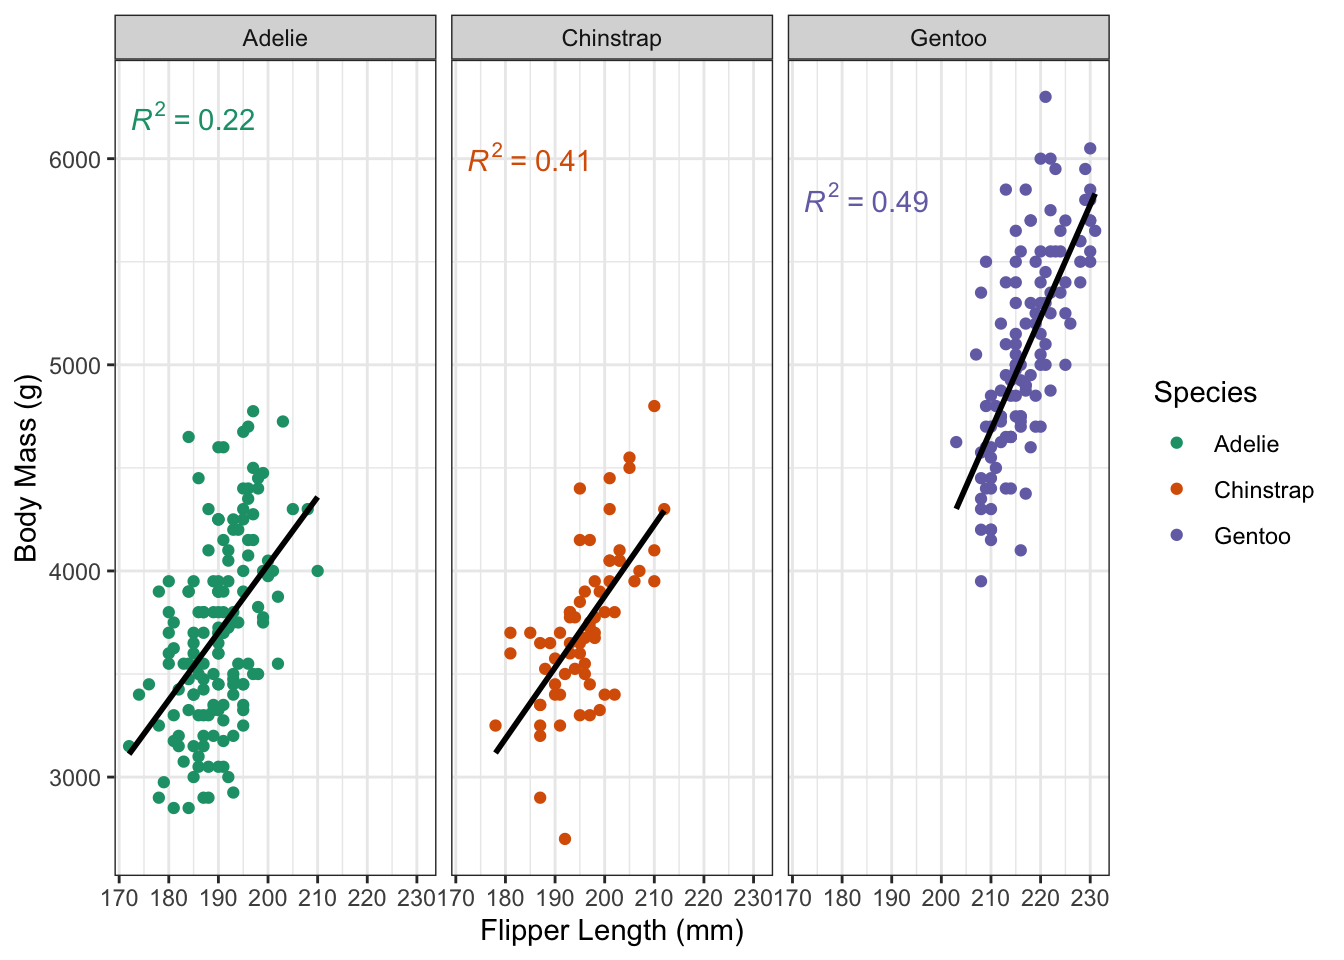 Adelie Chinstrap Gentoo
R² = 0.22
R² = 0.41
R² = 0.49
6000
5000
4000
3000
Body Mass (g)
170 180 190 200 210 220 230 170 180 190 200 210 220 230 170 180 190 200 210 220 230
Flipper Length (mm)
Species
Adelie
Chinstrap
Gentoo